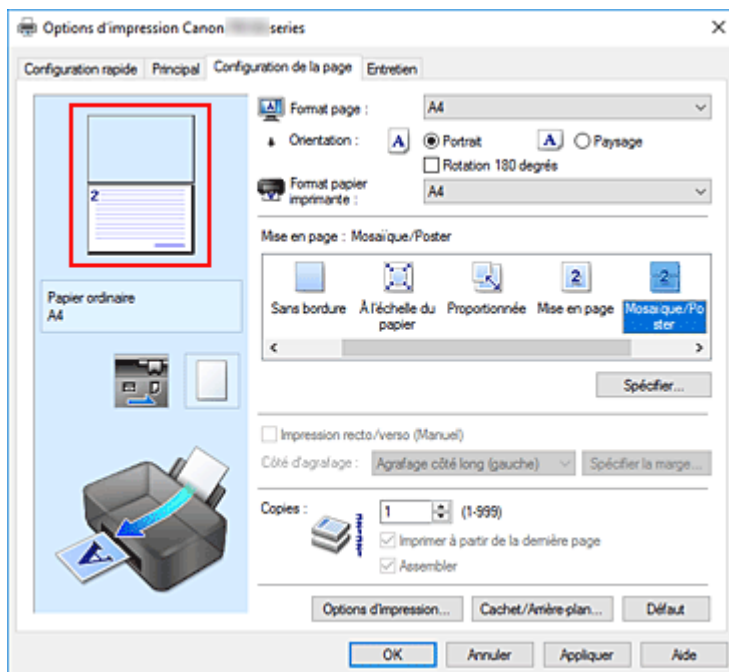 Options d'impression Canon series
Configuration rapide Principal Configuration de la page Entretien
2
Papier ordinaire
A4
A
Format page :
A4
Orientation :
A
Portrait
A
Paysage
Rotation 180 degrés
Format papier imprimante :
A4
Mise en page : Mosaïque/Poster
2
2
Sans bordure
À l'échelle du papier
Proportionnée
Mise en page
Mosaïque/Poster
Spécifier...
Impression recto/verso (Manuel)
Côté d'agrafage :
Agrafage côté long (gauche)
Spécifier la marge...
Copies :
1
(1-999)
Imprimer à partir de la dernière page
Assembler
Options d'impression... Cachet/Arrière-plan... Défaut
OK Annuler Appliquer Aide